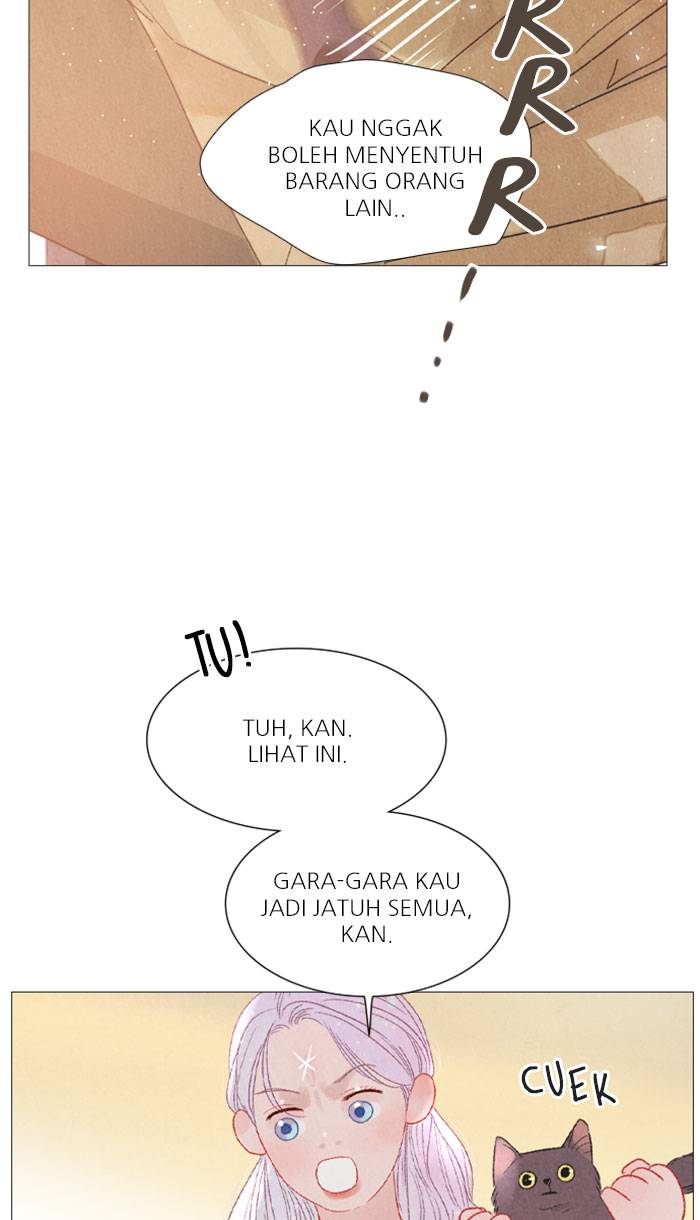 RRRR
KAU NGGAK
BOLEH MENYENTUH
BARANG ORANG
LAIN..
TU!
TUH, KAN.
LIHAT INI.
GARA-GARA KAU
JADI JATUH SEMUA,
KAN.
CUEK